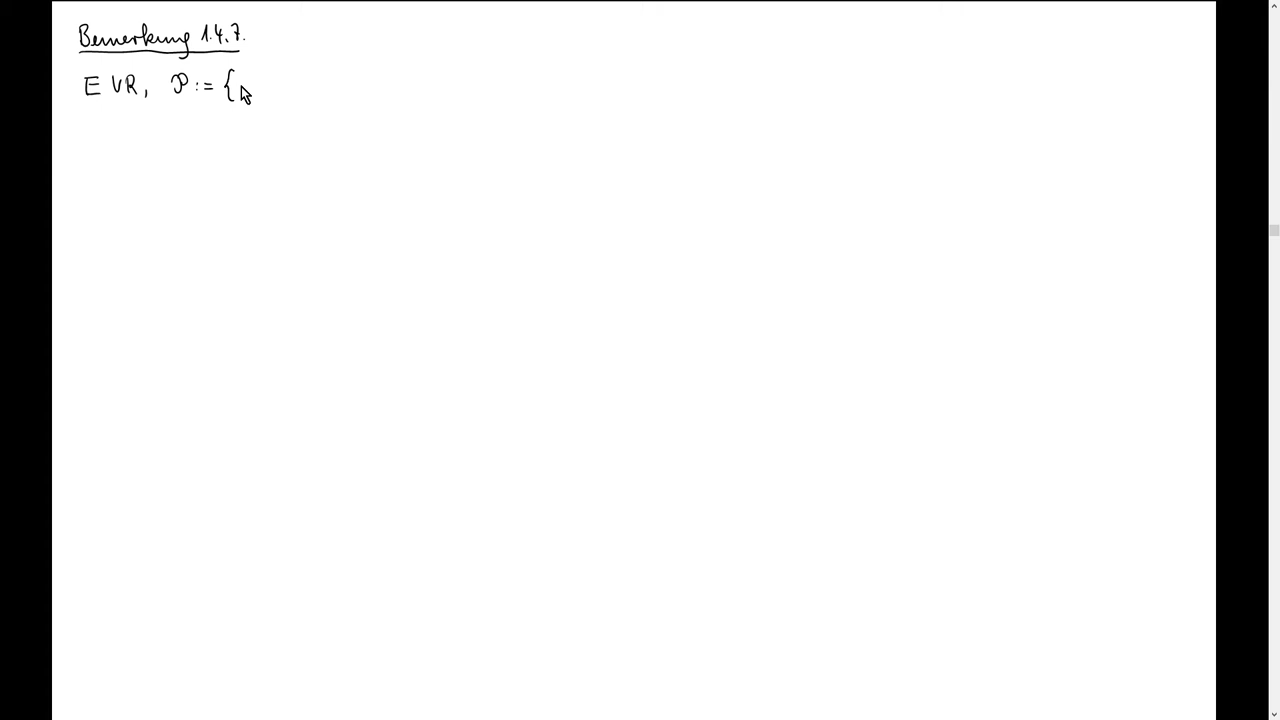 Bemerkung 1.4.7.
E VR, 𝒫 := {